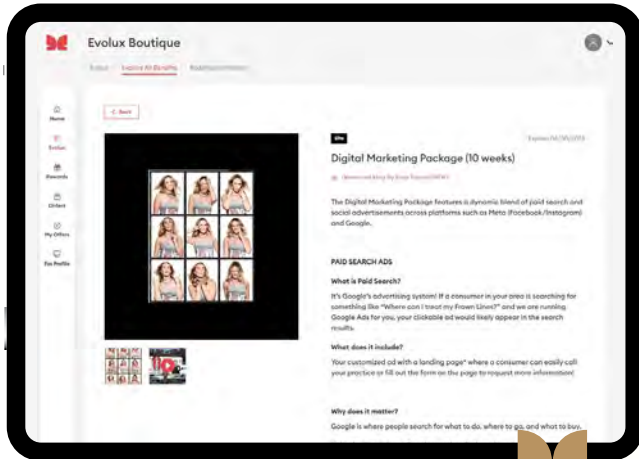 Evolux Boutique
Explore All Benefits
Back
Home
Evolux
Rewards
Orders
My Offers
Fax Profile
Digital Marketing Package (10 weeks)
The Digital Marketing Package features a dynamic blend of paid search and
social advertisements across platforms such as Meta (Facebook/Instagram)
and Google.
PAID SEARCH ADS
What is Paid Search?
It's Google's advertising system! If a consumer in your area is searching for
something like "Where can I treat my Frown Lines?" and we are running
Google Ads for you, your clickable ad would likely appear in the search
results.
What does it include?
Your customized ad with a landing page* where a consumer can easily call
your practice or fill out the form on the page to request more information!
Why does it matter?
Google is where people search for what to do, where to go, and what to buy.